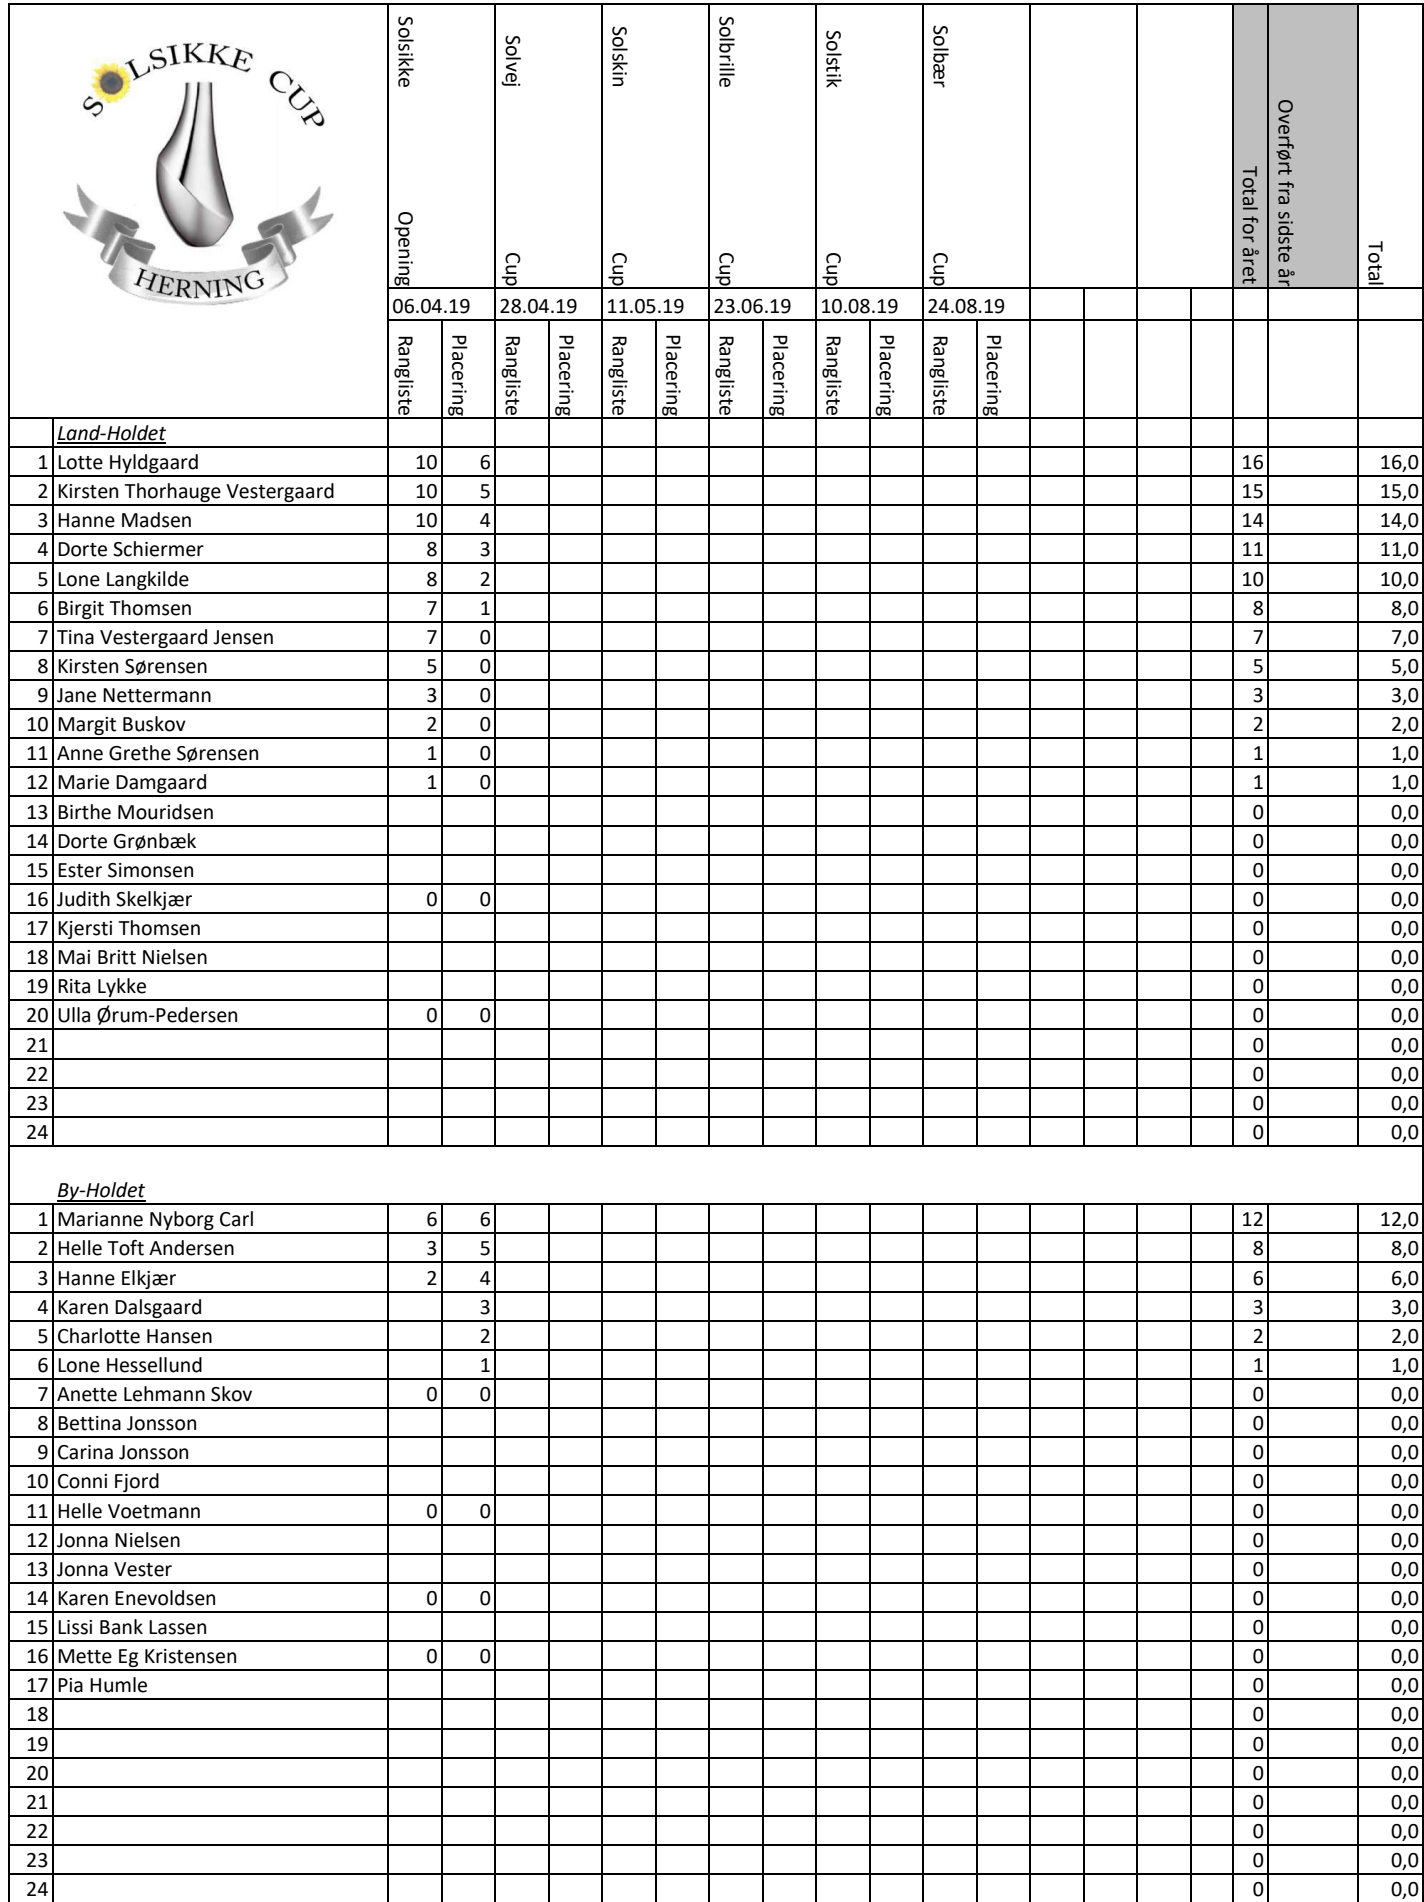 SOLSIKKE CUP
HERNING
Solsikke Opening
Solvej Cup
Solskin Cup
Solbrille Cup
Solstik Cup
Solbær Cup
Total for året
Overført fra sidste år
Total
06.04.19 28.04.19 11.05.19 23.06.19 10.08.19 24.08.19
Rangliste Placering Rangliste Placering Rangliste Placering Rangliste Placering Rangliste Placering Rangliste Placering
Land-Holdet
1 Lotte Hyldgaard 10 6 16 16,0
2 Kirsten Thorhauge Vestergaard 10 5 15 15,0
3 Hanne Madsen 10 4 14 14,0
4 Dorte Schiermer 8 3 11 11,0
5 Lone Langkilde 8 2 10 10,0
6 Birgit Thomsen 7 1 8 8,0
7 Tina Vestergaard Jensen 7 0 7 7,0
8 Kirsten Sørensen 5 0 5 5,0
9 Jane Nettermann 3 0 3 3,0
10 Margit Buskov 2 0 2 2,0
11 Anne Grethe Sørensen 1 0 1 1,0
12 Marie Damgaard 1 0 1 1,0
13 Birthe Mouridsen 0 0,0
14 Dorte Grønbæk 0 0,0
15 Ester Simonsen 0 0,0
16 Judith Skelkjær 0 0 0 0,0
17 Kjersti Thomsen 0 0,0
18 Mai Britt Nielsen 0 0,0
19 Rita Lykke 0 0,0
20 Ulla Ørum-Pedersen 0 0 0 0,0
21 0 0,0
22 0 0,0
23 0 0,0
24 0 0,0
By-Holdet
1 Marianne Nyborg Carl 6 6 12 12,0
2 Helle Toft Andersen 3 5 8 8,0
3 Hanne Elkjær 2 4 6 6,0
4 Karen Dalsgaard 3 3 3,0
5 Charlotte Hansen 2 2 2,0
6 Lone Hessellund 1 1 1,0
7 Anette Lehmann Skov 0 0 0 0,0
8 Bettina Jonsson 0 0,0
9 Carina Jonsson 0 0,0
10 Conni Fjord 0 0,0
11 Helle Voetmann 0 0 0 0,0
12 Jonna Nielsen 0 0,0
13 Jonna Vester 0 0,0
14 Karen Enevoldsen 0 0 0 0,0
15 Lissi Bank Lassen 0 0,0
16 Mette Eg Kristensen 0 0 0 0,0
17 Pia Humle 0 0,0
18 0 0,0
19 0 0,0
20 0 0,0
21 0 0,0
22 0 0,0
23 0 0,0
24 0 0,0